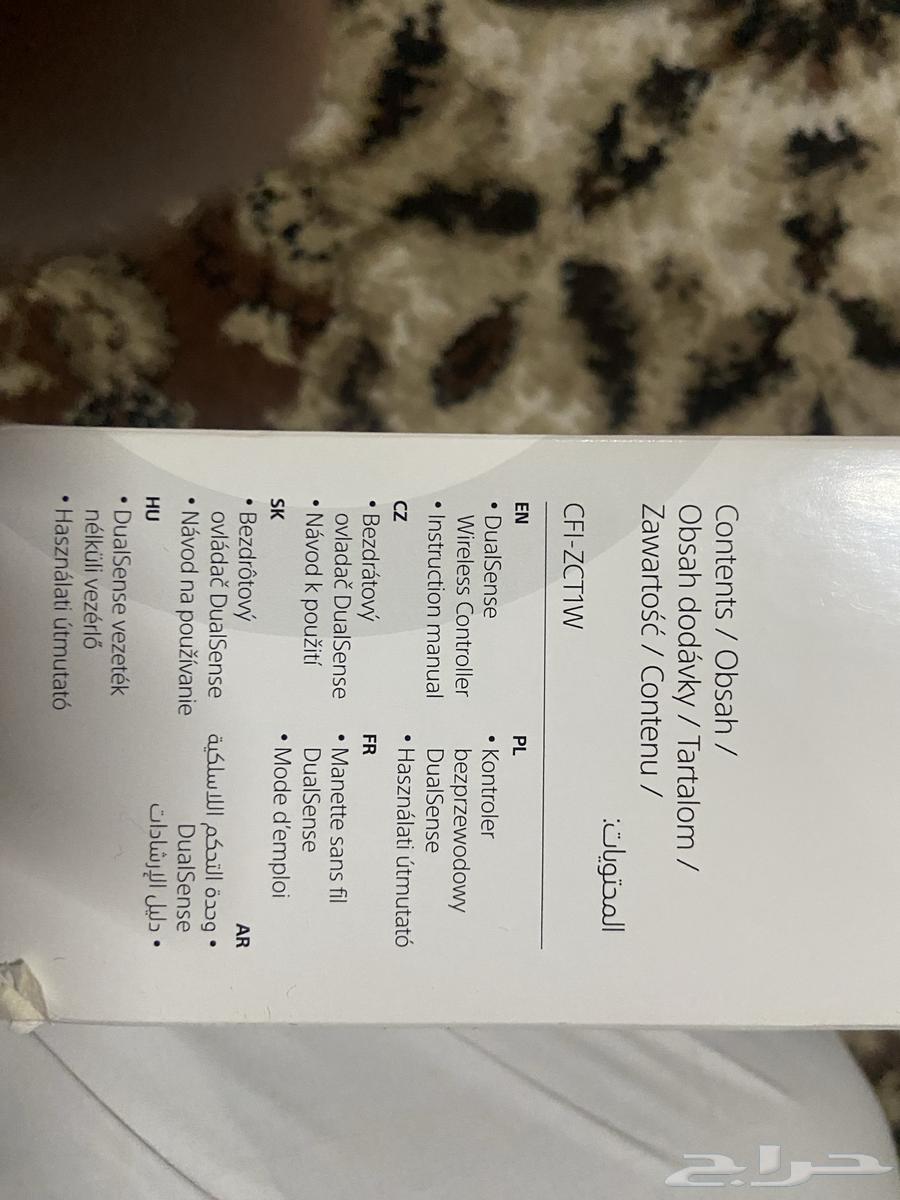 Contents / Obsah /
Obsah dodávky / Tartalom /
Zawartość / Contenu /
المحتويات:
CFI-ZCT1W
EN
• DualSense
Wireless Controller
• Instruction manual
CZ
• Bezdrátový
ovladač DualSense
• Návod k použití
SK
• Bezdrôtový
ovládač DualSense
• Návod na používanie
HU
• DualSense vezeték
nélküli vezérlő
• Használati útmutató
PL
• Kontroler
bezprzewodowy
DualSense
• Használati útmutató
FR
• Manette sans fil
DualSense
• Mode d'emploi
AR
• وحدة التحكم اللاسلكية
DualSense
• دليل الإرشادات
حراج